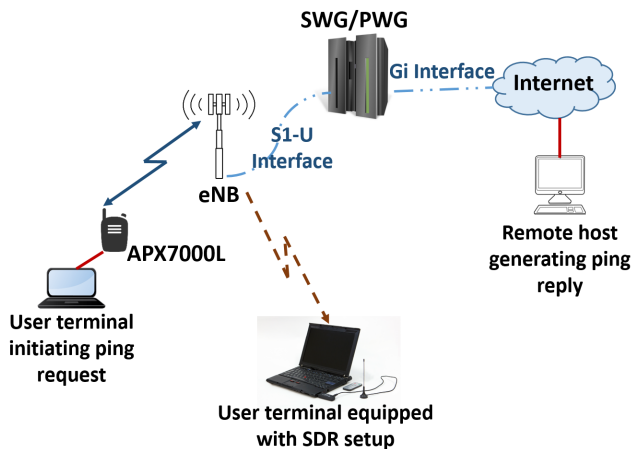 SWG/PWG
Gi Interface
Internet
S1-U
Interface
eNB
APX7000L
Remote host
generating ping
reply
User terminal
initiating ping
request
User terminal equipped
with SDR setup